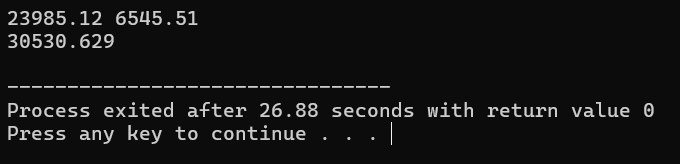 23985.12 6545.51
30530.629

--------------------------------
Process exited after 26.88 seconds with return value 0
Press any key to continue . . .